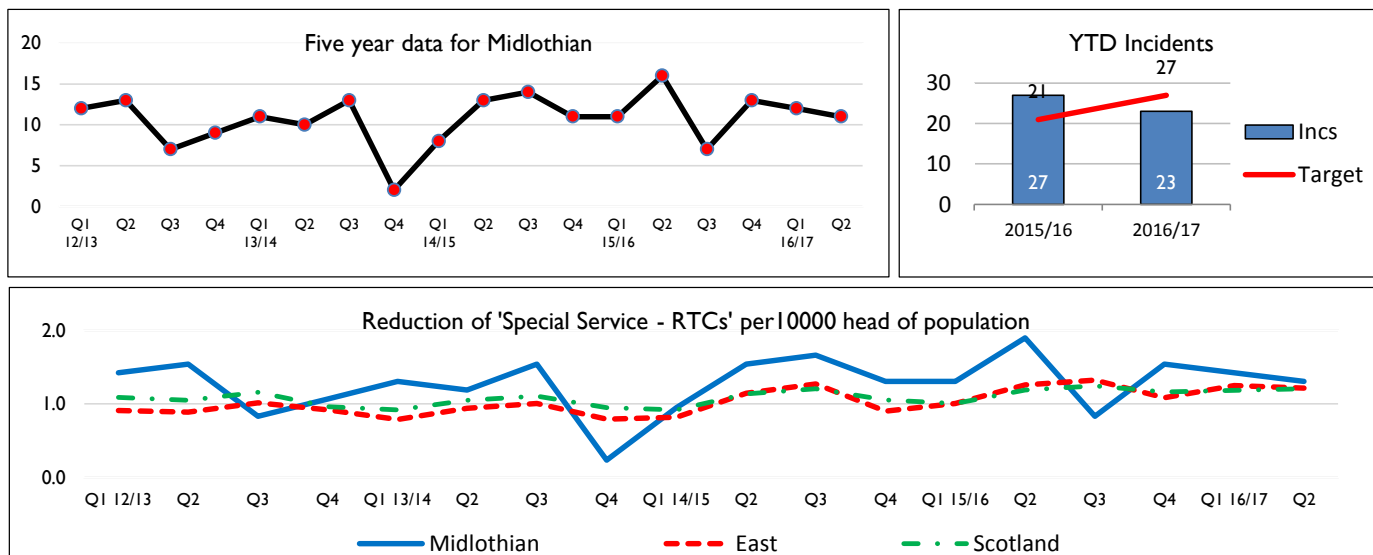 Five year data for Midlothian
20
15
10
5
0
Q1 Q2 Q3 Q4 Q1 Q2 Q3 Q4 Q1 Q2 Q3 Q4 Q1 Q2 Q3 Q4 Q1 Q2
12/13 13/14 14/15 15/16 16/17
YTD Incidents
27
30
21
20
10
27 23
0
2015/16 2016/17
Incs
Target
Reduction of 'Special Service - RTCs' per10000 head of population
2.0
1.0
0.0
Q1 12/13 Q2 Q3 Q4 Q1 13/14 Q2 Q3 Q4 Q1 14/15 Q2 Q3 Q4 Q1 15/16 Q2 Q3 Q4 Q1 16/17 Q2
Midlothian East Scotland